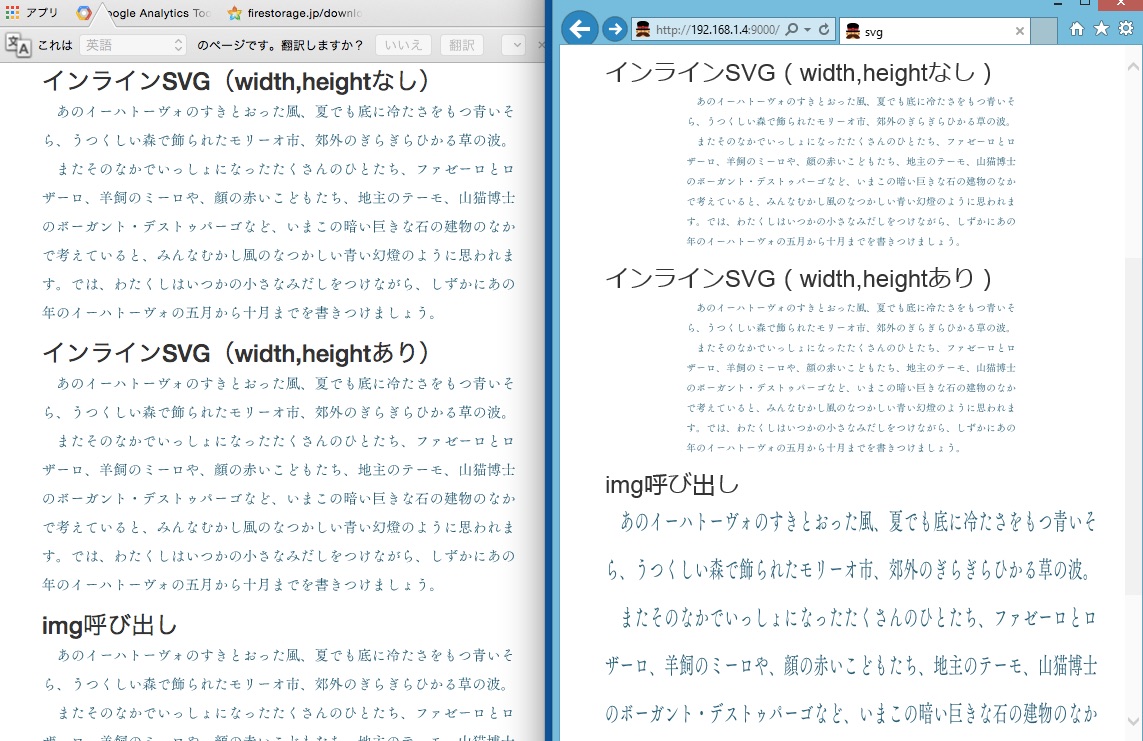 アプリ
oogle Analytics Too
firestorage.jp/downl
これは 英語 のページです。翻訳しますか？ いいえ 翻訳
インラインSVG（width,heightなし）
あのイーハトーヴォのすきとおった風、夏でも底に冷たさをもつ青いそ
ら、うつくしい森で飾られたモリーオ市、郊外のぎらぎらひかる草の波。
またそのなかでいっしょになったたくさんのひとたち、ファゼーロとロ
ザーロ、羊飼のミーロや、顔の赤いこどもたち、地主のテーモ、山猫博士
のボーガント・デストゥパーゴなど、いまこの暗い巨きな石の建物のなか
で考えていると、みんなむかし風のなつかしい青い幻燈のように思われま
す。では、わたくしはいつかの小さなみだしをつけながら、しずかにあの
年のイーハトーヴォの五月から十月までを書きつけましょう。
インラインSVG（width,heightあり）
あのイーハトーヴォのすきとおった風、夏でも底に冷たさをもつ青いそ
ら、うつくしい森で飾られたモリーオ市、郊外のぎらぎらひかる草の波。
またそのなかでいっしょになったたくさんのひとたち、ファゼーロとロ
ザーロ、羊飼のミーロや、顔の赤いこどもたち、地主のテーモ、山猫博士
のボーガント・デストゥパーゴなど、いまこの暗い巨きな石の建物のなか
で考えていると、みんなむかし風のなつかしい青い幻燈のように思われま
す。では、わたくしはいつかの小さなみだしをつけながら、しずかにあの
年のイーハトーヴォの五月から十月までを書きつけましょう。
img呼び出し
あのイーハトーヴォのすきとおった風、夏でも底に冷たさをもつ青いそ
ら、うつくしい森で飾られたモリーオ市、郊外のぎらぎらひかる草の波。
またそのなかでいっしょになったたくさんのひとたち、ファゼーロとロ
http://192.168.1.4:9000/
svg
インラインSVG（width,heightなし）
あのイーハトーヴォのすきとおった風、夏でも底に冷たさをもつ青いそ
ら、うつくしい森で飾られたモリーオ市、郊外のぎらぎらひかる草の波。
またそのなかでいっしょになったたくさんのひとたち、ファゼーロとロ
ザーロ、羊飼のミーロや、顔の赤いこどもたち、地主のテーモ、山猫博士
のボーガント・デストゥパーゴなど、いまこの暗い巨きな石の建物のなか
で考えていると、みんなむかし風のなつかしい青い幻燈のように思われま
す。では、わたくしはいつかの小さなみだしをつけながら、しずかにあの
年のイーハトーヴォの五月から十月までを書きつけましょう。
インラインSVG（width,heightあり）
あのイーハトーヴォのすきとおった風、夏でも底に冷たさをもつ青いそ
ら、うつくしい森で飾られたモリーオ市、郊外のぎらぎらひかる草の波。
またそのなかでいっしょになったたくさんのひとたち、ファゼーロとロ
ザーロ、羊飼のミーロや、顔の赤いこどもたち、地主のテーモ、山猫博士
のボーガント・デストゥパーゴなど、いまこの暗い巨きな石の建物のなか
で考えていると、みんなむかし風のなつかしい青い幻燈のように思われま
す。では、わたくしはいつかの小さなみだしをつけながら、しずかにあの
年のイーハトーヴォの五月から十月までを書きつけましょう。
img呼び出し
あのイーハトーヴォのすきとおった風、夏でも底に冷たさをもつ青いそ
ら、うつくしい森で飾られたモリーオ市、郊外のぎらぎらひかる草の波。
またそのなかでいっしょになったたくさんのひとたち、ファゼーロとロ
ザーロ、羊飼のミーロや、顔の赤いこどもたち、地主のテーモ、山猫博士
のボーガント・デストゥパーゴなど、いまこの暗い巨きな石の建物のなか